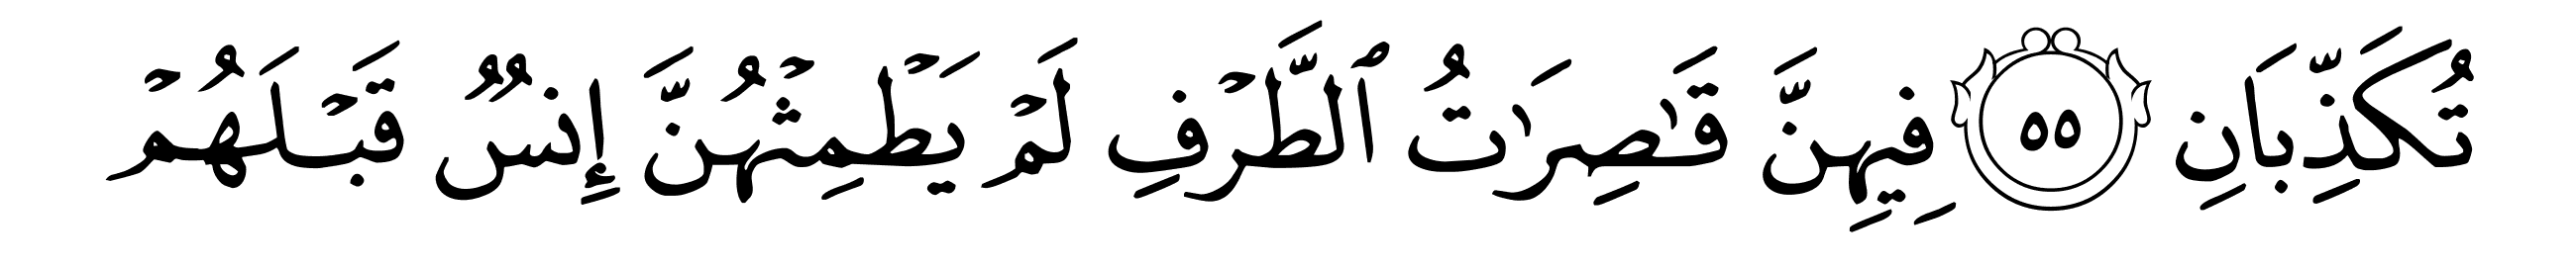 تُكَذِّبَانِ ٥٥ فِيهِنَّ قَٰصِرَٰتُ ٱلطَّرْفِ لَمْ يَطْمِثْهُنَّ إِنسٌ قَبْلَهُمْ